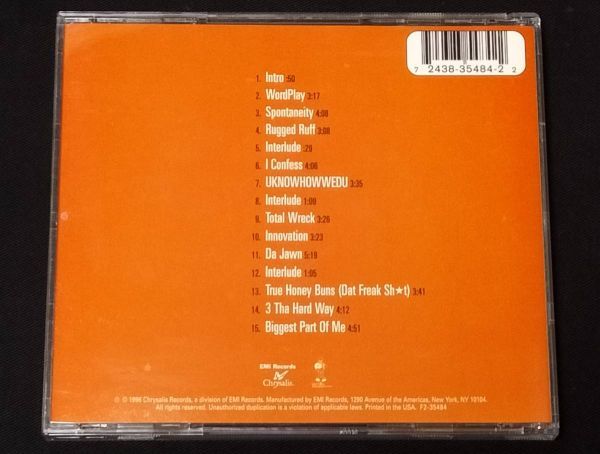 7 2438-35484-2 2
1. Intro :50
2. WordPlay 3:17
3. Spontaneity 4:08
4. Rugged Ruff 3:08
5. Interlude :29
6. I Confess 4:06
7. UKNOWHOWWEDU 3:35
8. Interlude 1:00
9. Total Wreck 3:26
10. Innovation 3:23
11. Da Jawn 5:19
12. Interlude 1:05
13. True Honey Buns (Dat Freak Sh★t) 3:41
14. 3 Tha Hard Way 4:12
15. Biggest Part Of Me 4:51
EMI Records
Chrysalis.
℗ © 1996 Chrysalis Records, a division of EMI Records. Manufactured by EMI Records, 1290 Avenue of the Americas, New York, NY 10104.
All rights reserved. Unauthorized duplication is a violation of applicable laws. Printed in the USA. F2-35484